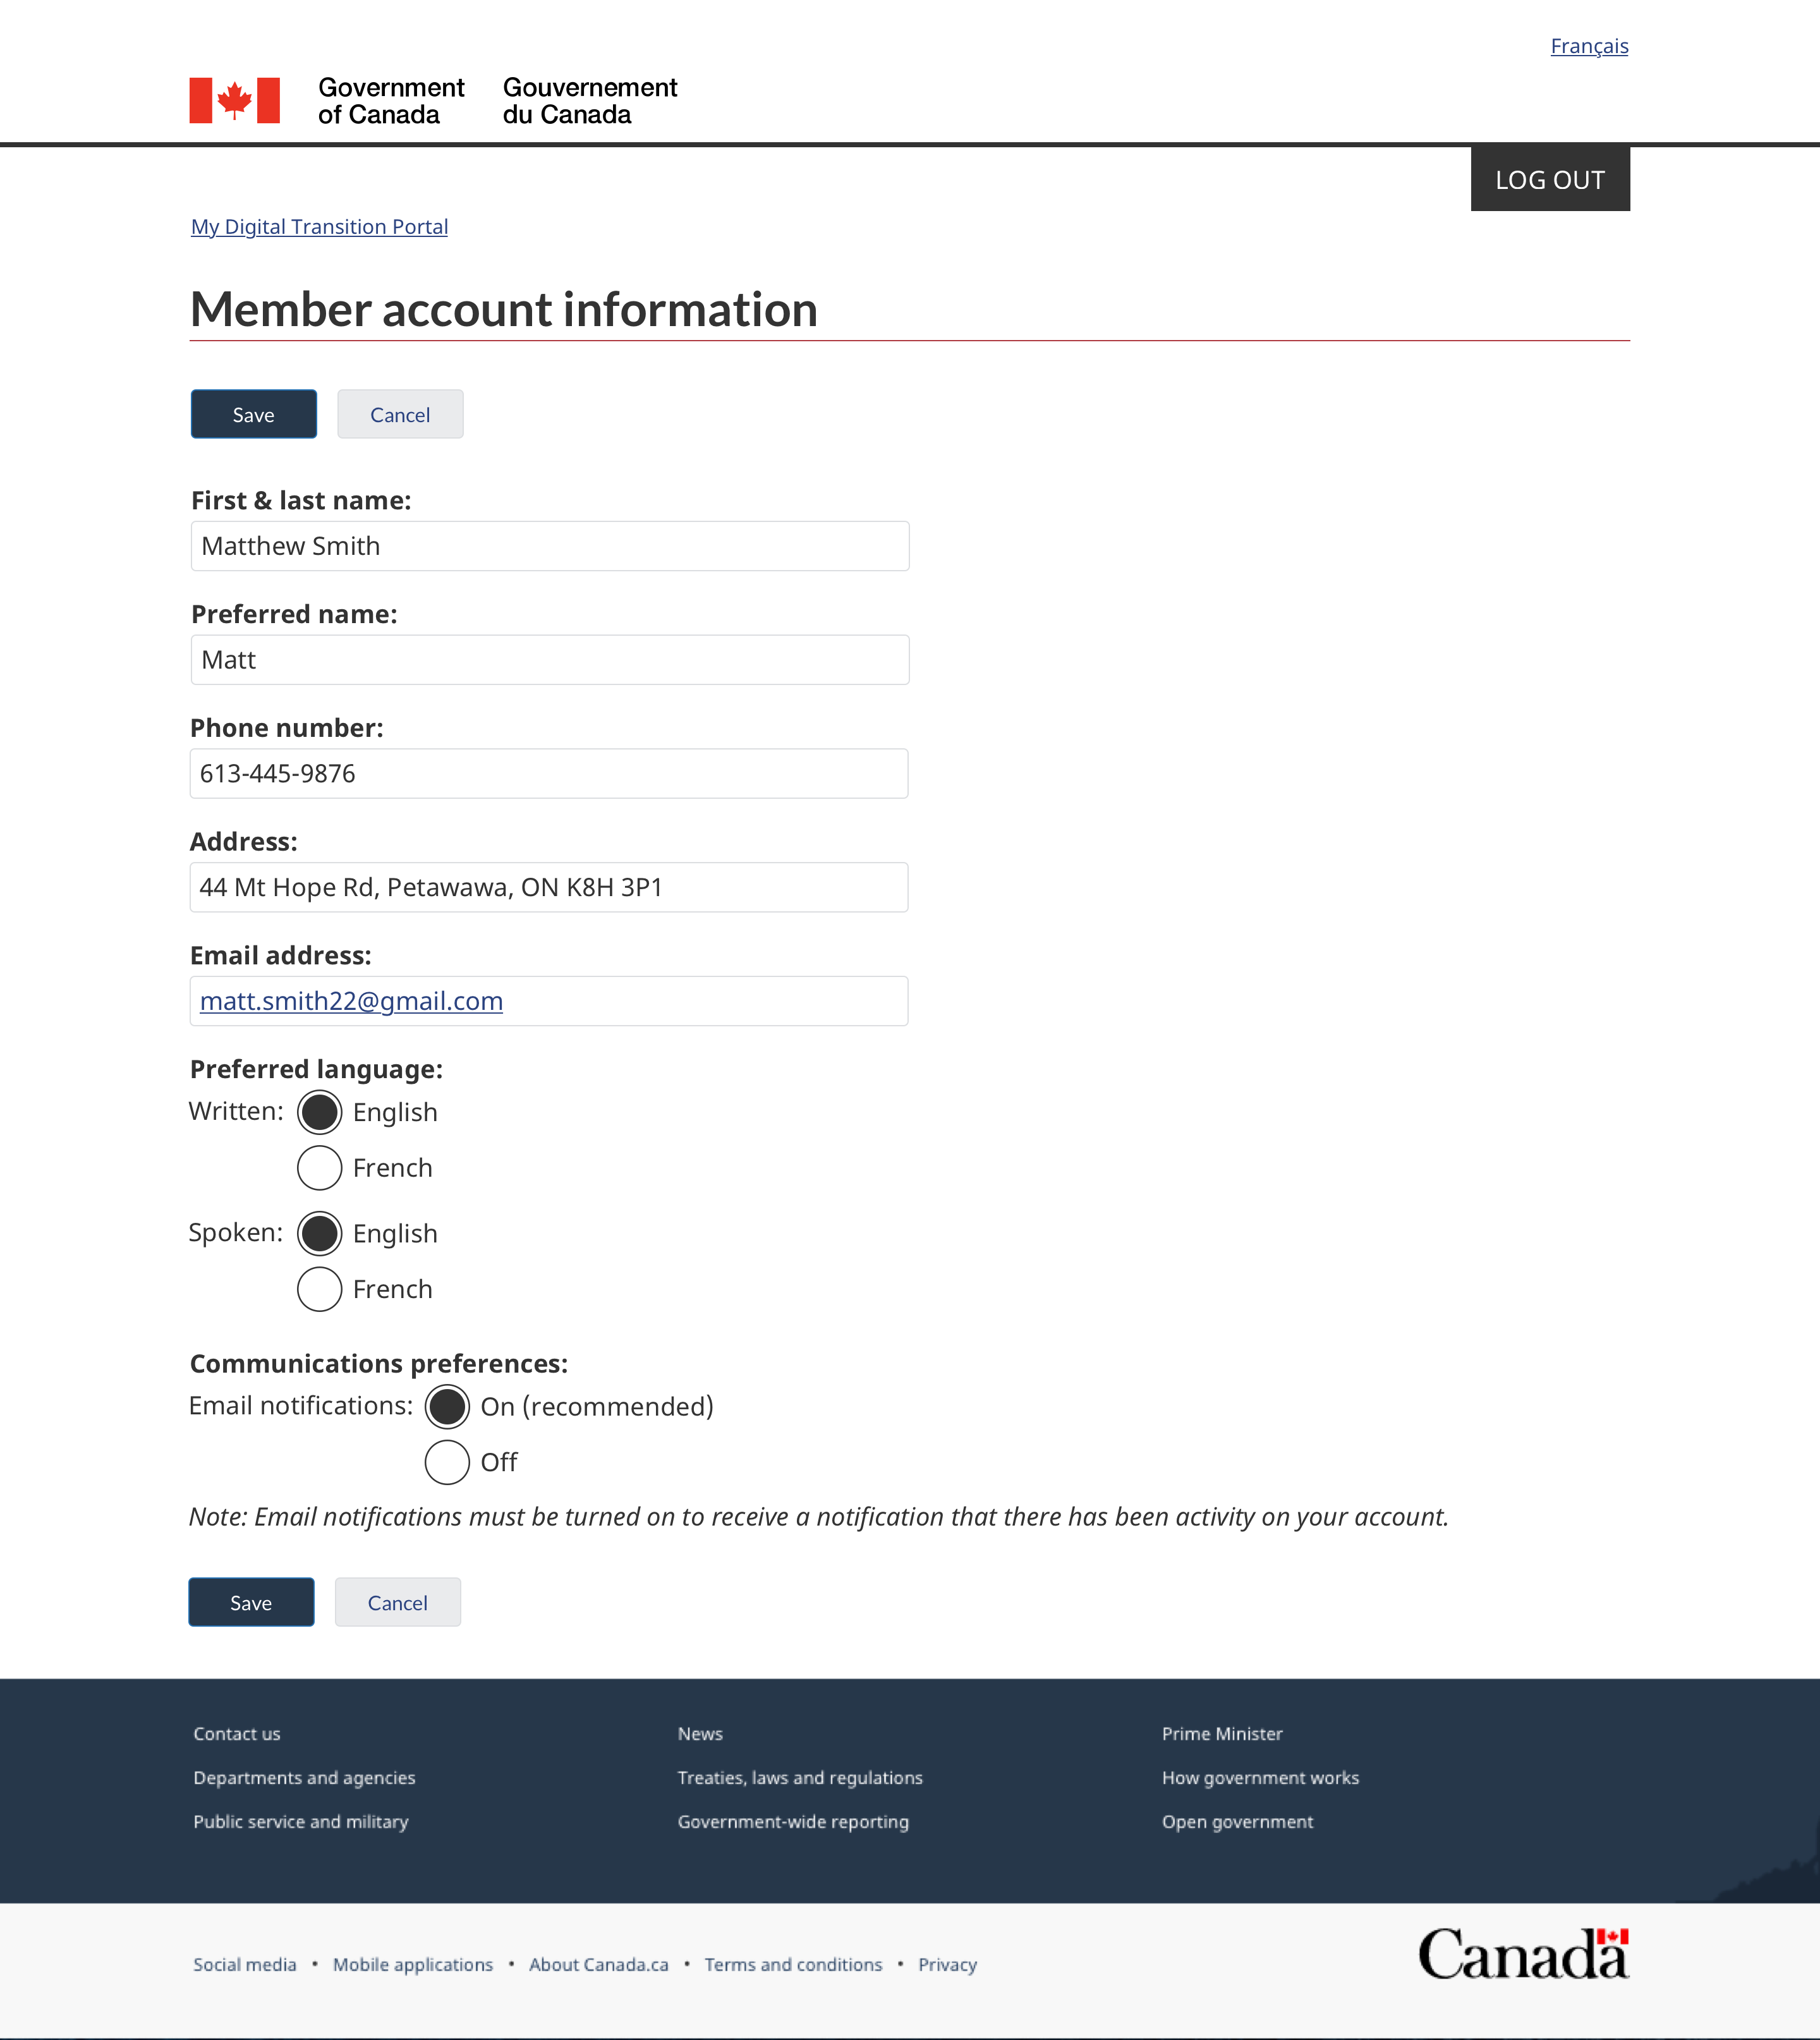 Français
Government of Canada
Gouvernement du Canada
LOG OUT
My Digital Transition Portal
Member account information
Save Cancel
First & last name:
Matthew Smith
Preferred name:
Matt
Phone number:
613-445-9876
Address:
44 Mt Hope Rd, Petawawa, ON K8H 3P1
Email address:
matt.smith22@gmail.com
Preferred language:
Written: English
French
Spoken: English
French
Communications preferences:
Email notifications: On (recommended)
Off
Note: Email notifications must be turned on to receive a notification that there has been activity on your account.
Save Cancel
Contact us News Prime Minister
Departments and agencies Treaties, laws and regulations How government works
Public service and military Government-wide reporting Open government
Social media • Mobile applications • About Canada.ca • Terms and conditions • Privacy
Canada